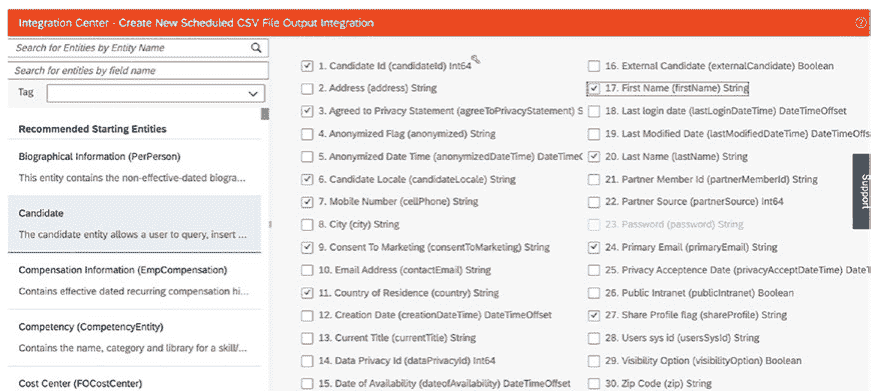 Integration Center - Create New Scheduled CSV File Output Integration
Search for Entities by Entity Name
Search for entities by field name
Tag
Recommended Starting Entities
Biographical Information (PerPerson)
This entity contains the non-effective-dated biogra...
Candidate
The candidate entity allows a user to query, insert ...
Compensation Information (EmpCompensation)
Contains effective dated recurring compensation hi...
Competency (CompetencyEntity)
Contains the name, category and library for a skill/...
Cost Center (FOCostCenter)
1. Candidate Id (candidateId) Int64
2. Address (address) String
3. Agreed to Privacy Statement (agreeToPrivacyStatement) S
4. Anonymized Flag (anonymized) String
5. Anonymized Date Time (anonymizedDateTime) DateTimeO
6. Candidate Locale (candidateLocale) String
7. Mobile Number (cellPhone) String
8. City (city) String
9. Consent To Marketing (consentToMarketing) String
10. Email Address (contactEmail) String
11. Country of Residence (country) String
12. Creation Date (creationDateTime) DateTimeOffset
13. Current Title (currentTitle) String
14. Data Privacy Id (dataPrivacyId) Int64
15. Date of Availability (dateofAvailability) DateTimeOffset
16. External Candidate (externalCandidate) Boolean
17. First Name (firstName) String
18. Last login date (lastLoginDateTime) DateTimeOffset
19. Last Modified Date (lastModifiedDateTime) DateTimeOffs
20. Last Name (lastName) String
21. Partner Member Id (partnerMemberId) String
22. Partner Source (partnerSource) Int64
23. Password (password) String
24. Primary Email (primaryEmail) String
25. Privacy Acceptence Date (privacyAcceptDateTime) DateT
26. Public Intranet (publicIntranet) Boolean
27. Share Profile flag (shareProfile) String
28. Users sys id (usersSysId) String
29. Visibility Option (visibilityOption) Boolean
30. Zip Code (zip) String
Support